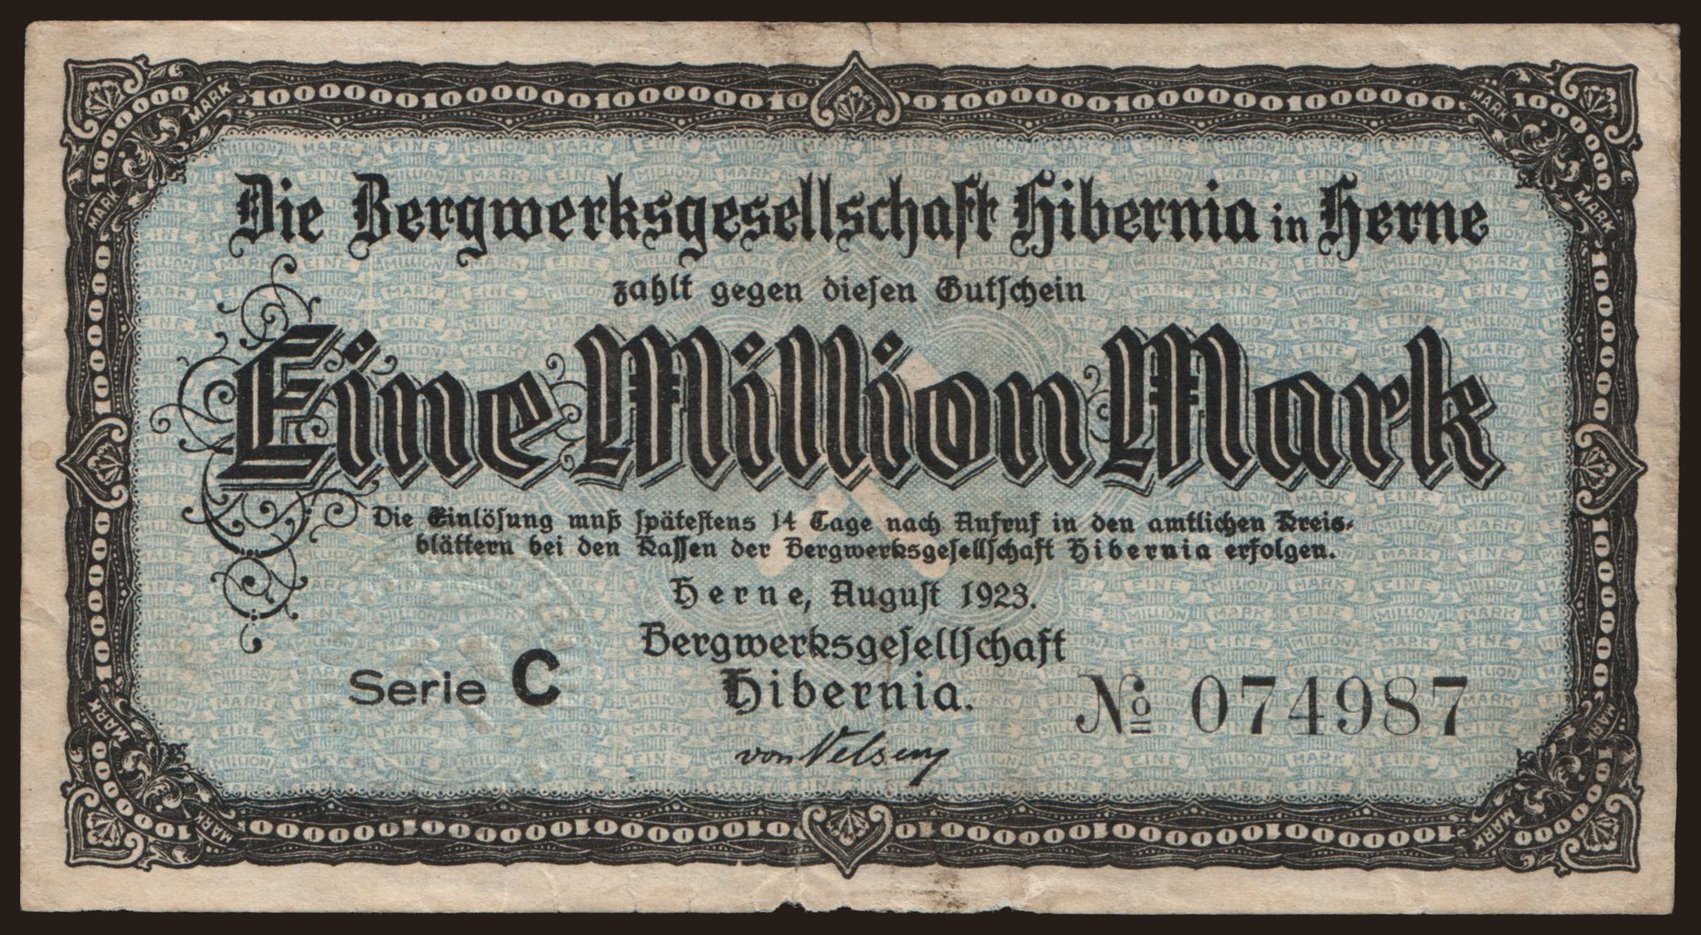 Die Bergwerksgesellschaft Hibernia in Herne
zahlt gegen diesen Gutschein
Eine Million Mark
Die Einlösung muß spätestens 14 Tage nach Aufruf in den amtlichen Kreis-
blättern bei den Kassen der Bergwerksgesellschaft Hibernia erfolgen.
Herne, August 1923.
Bergwerksgesellschaft
Hibernia.
Serie C
№ 074987
von Velsen